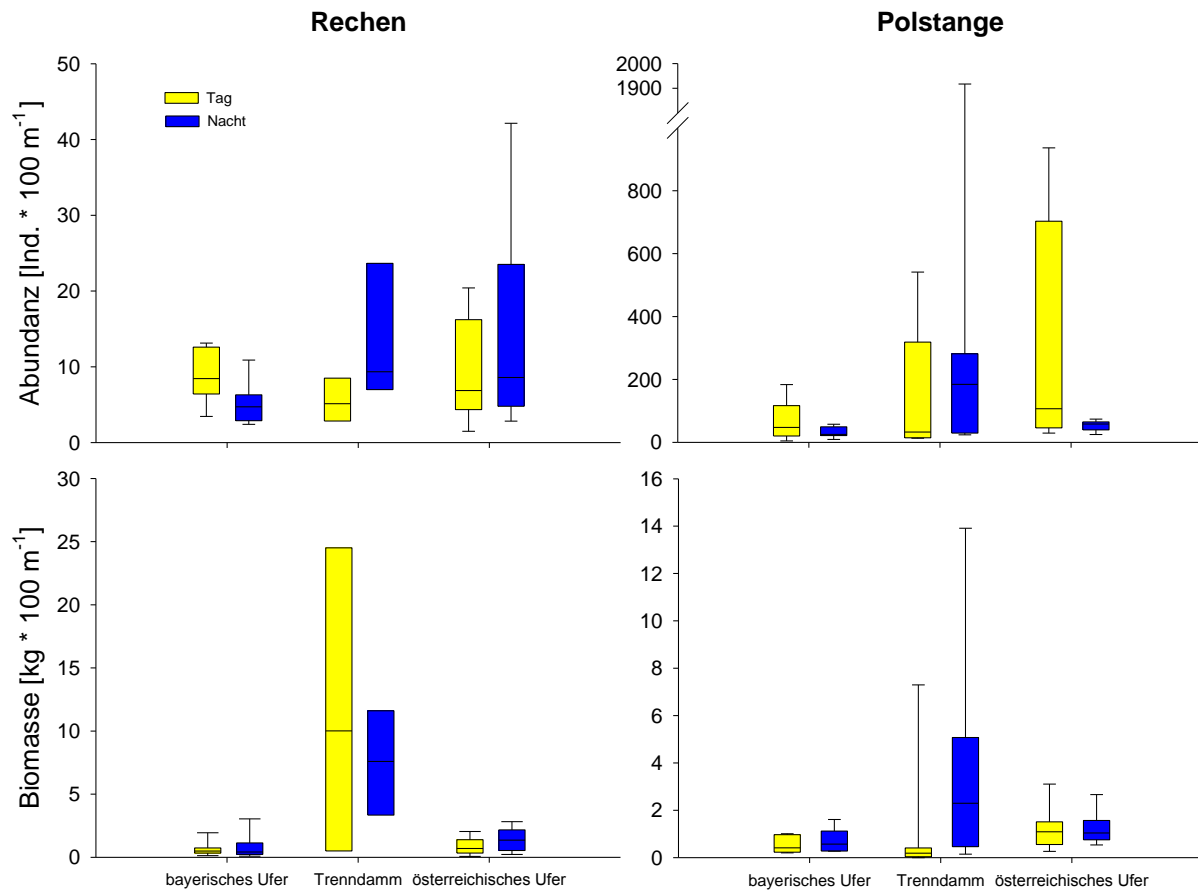 Rechen
Polstange
Abundanz [Ind. * 100 m⁻¹]
50
40
30
20
10
0
Tag
Nacht
2000
1900
800
600
400
200
0
Biomasse [kg * 100 m⁻¹]
30
25
20
15
10
5
0
bayerisches Ufer
Trenndamm
österreichisches Ufer
16
14
12
10
8
6
4
2
0
bayerisches Ufer
Trenndamm
österreichisches Ufer